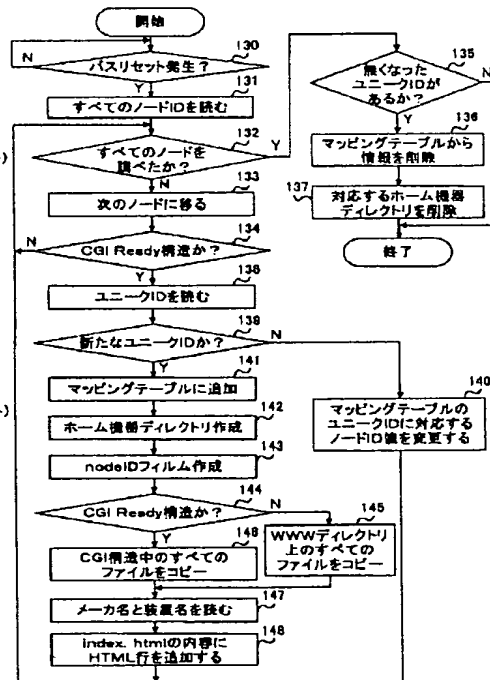 開始
130
バスリセット発生？
N
Y
131
すべてのノードIDを読む
132
すべてのノードを
調べたか？
Y
N
133
次のノードに移る
134
N
CGI Ready構造か？
Y
138
ユニークIDを読む
139
新たなユニークIDか？
N
Y
141
マッピングテーブルに追加
142
ホーム機器ディレクトリ作成
143
nodeIDフィルム作成
144
CGI Ready構造か？
N
Y
146
CGI構造中のすべての
ファイルをコピー
145
WWWディレクトリ
上のすべての
ファイルをコピー
147
メーカ名と装置名を読む
148
index. htmlの内容に
HTML行を追加する
140
マッピングテーブルの
ユニークIDに対応する
ノードID値を変更する
135
無くなった
ユニークIDが
あるか？
N
Y
136
マッピングテーブルから
情報を削除
137
対応するホーム機器
ディレクトリを削除
終了